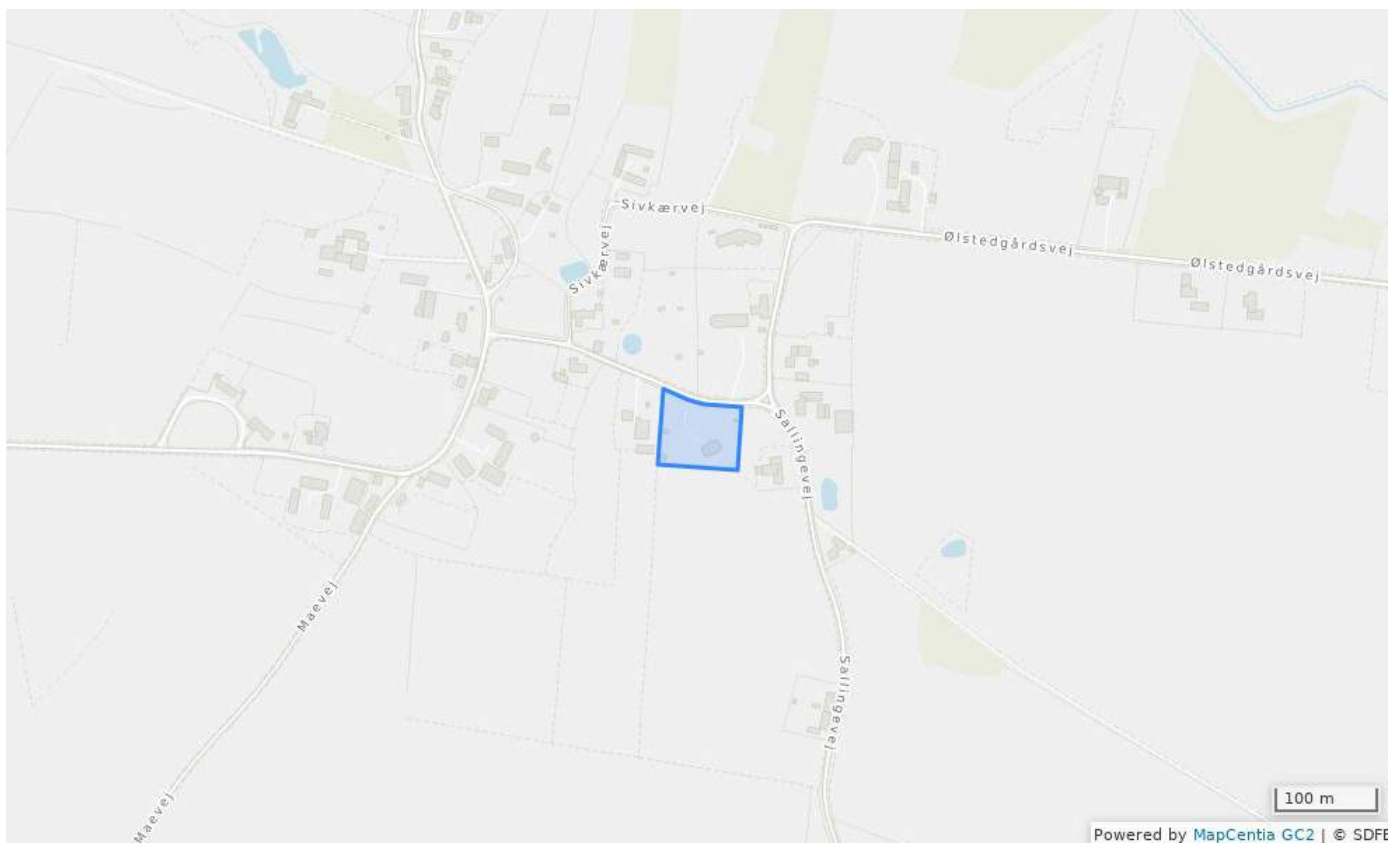 Sivkærvej
Sivkærvej
Ølstedgårdsvej
Ølstedgårdsvej
Sallingevej
Maevej
Sallingevej
Maevej
100 m
Powered by MapCentia GC2 | © SDFE